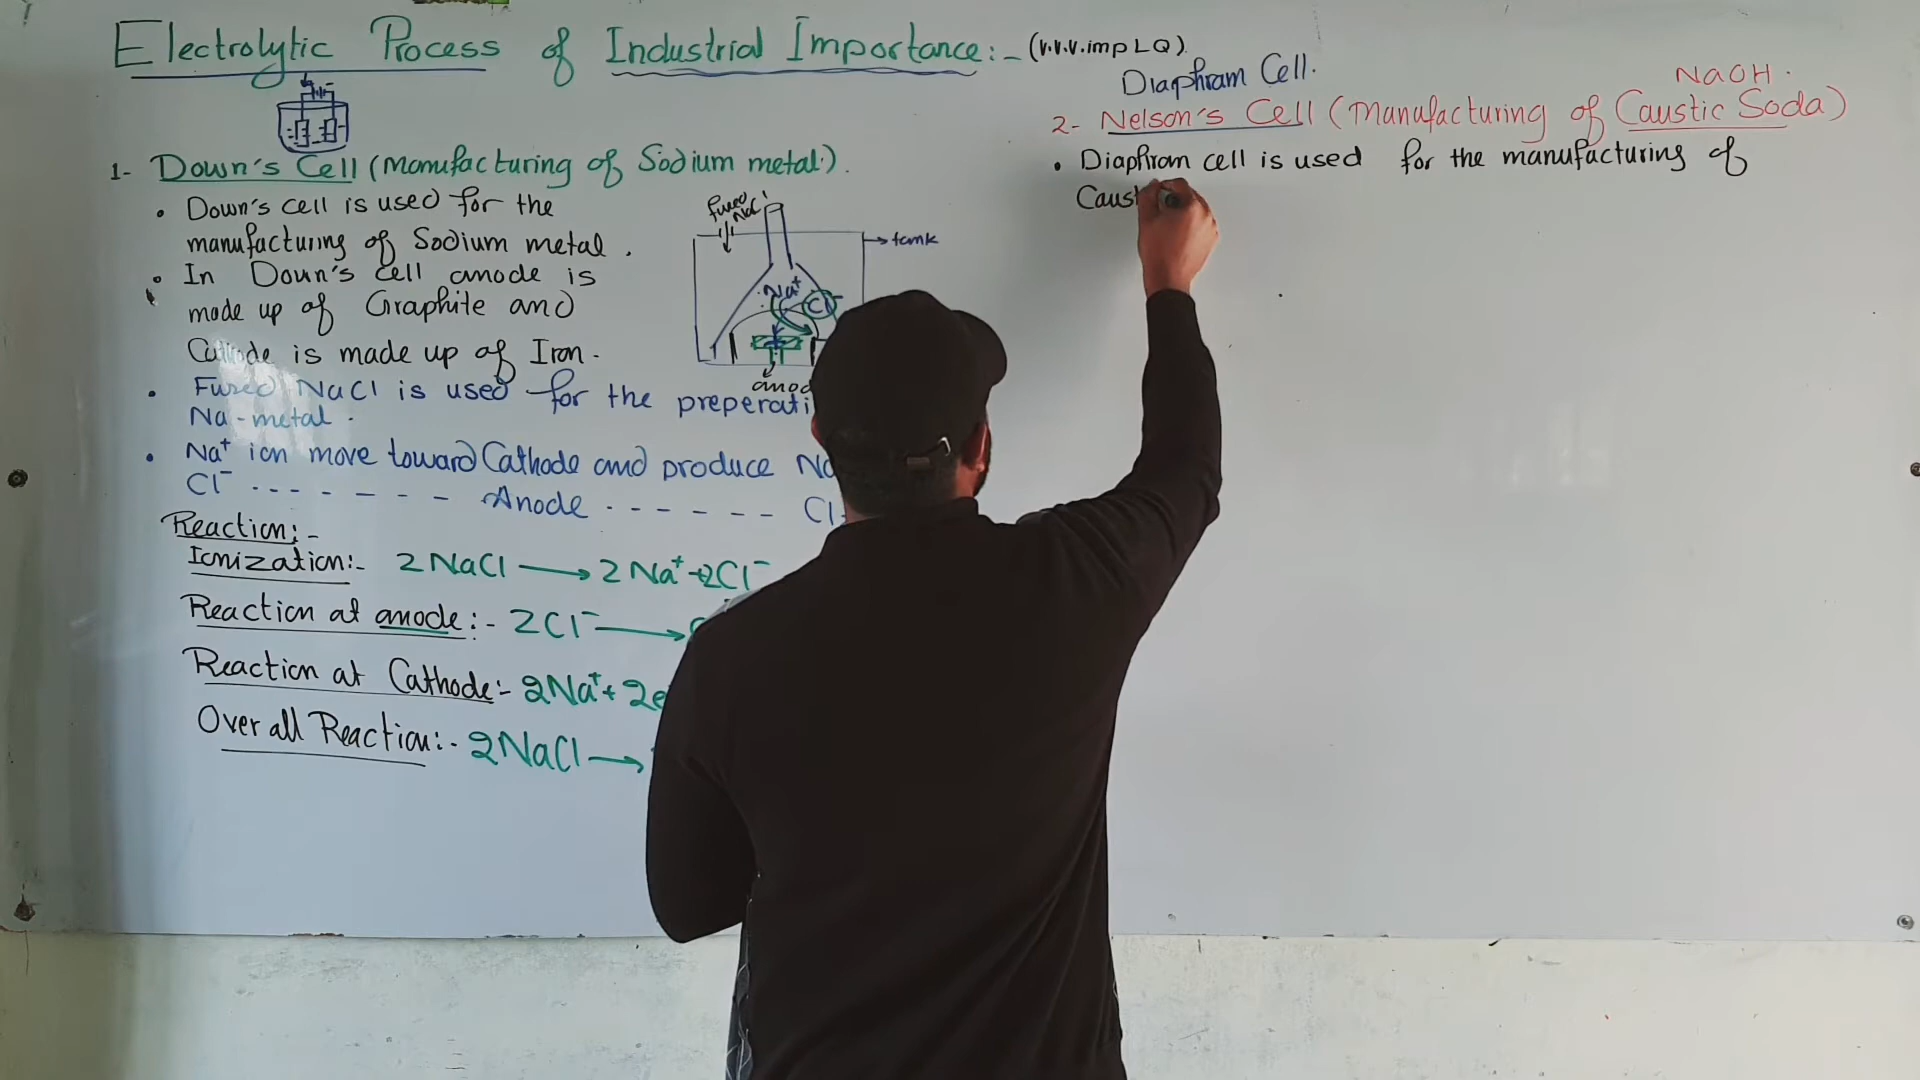 Electrolytic Process of Industrial Importance:- (v.v.v.imp LQ)
1- Down's Cell (Manufacturing of Sodium metal).
• Down's cell is used for the
manufacturing of Sodium metal.
• In Down's cell anode is
made up of Graphite and
Cathode is made up of Iron.
• Fused NaCl is used for the preperati
Na-metal.
• Na⁺ ion move toward Cathode and produce Na
Cl⁻ - - - - - - - Anode - - - - - - Cl₂
Reaction:-
Ionization:- 2NaCl → 2Na⁺ + 2Cl⁻
Reaction at anode:- 2Cl⁻ →
Reaction at Cathode:- 2Na⁺ + 2e
Over all Reaction:- 2NaCl →
fused
NaCl
→ tank
Na⁺
Cl⁻
anod
Diaphram Cell.
NaOH.
2- Nelson's Cell (Manufacturing of Caustic Soda)
• Diaphram cell is used for the manufacturing of
Caust